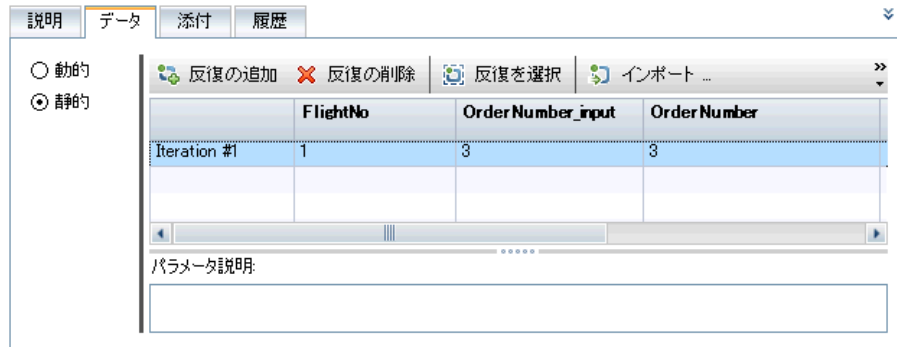 説明 データ 添付 履歴
動的
静的
反復の追加 反復の削除 反復を選択 インポート ...
FlightNo OrderNumber_input OrderNumber
Iteration #1 1 3 3
パラメータ説明: